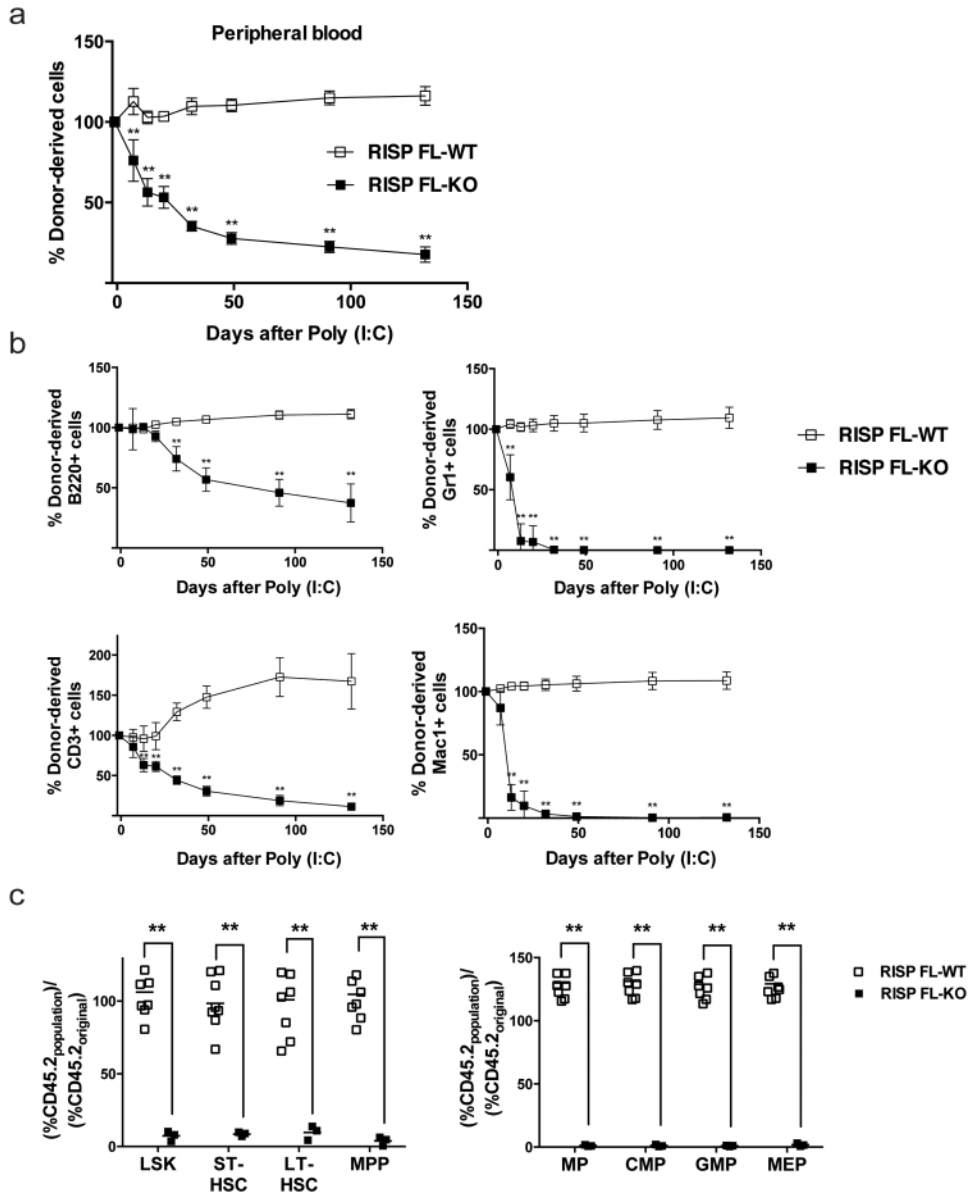 a
Peripheral blood
% Donor-derived cells
150
100
50
0 50 100 150
** ** ** ** ** ** **
RISP FL-WT
RISP FL-KO
Days after Poly (I:C)
b
% Donor-derived
B220+ cells
150
100
50
0 50 100 150
** ** ** **
Days after Poly (I:C)
% Donor-derived
Gr1+ cells
150
100
50
0 50 100 150
** ** ** ** ** ** **
Days after Poly (I:C)
RISP FL-WT
RISP FL-KO
% Donor-derived
CD3+ cells
200
150
100
50
0 50 100 150
** ** ** ** ** **
Days after Poly (I:C)
% Donor-derived
Mac1+ cells
150
100
50
0
0 50 100 150
** ** ** ** ** **
Days after Poly (I:C)
c
(%CD45.2population)/
(%CD45.2original)
100
50
0
** ** ** **
LSK ST-HSC LT-HSC MPP
(%CD45.2population)/
(%CD45.2original)
150
100
50
0
** ** ** **
MP CMP GMP MEP
RISP FL-WT
RISP FL-KO